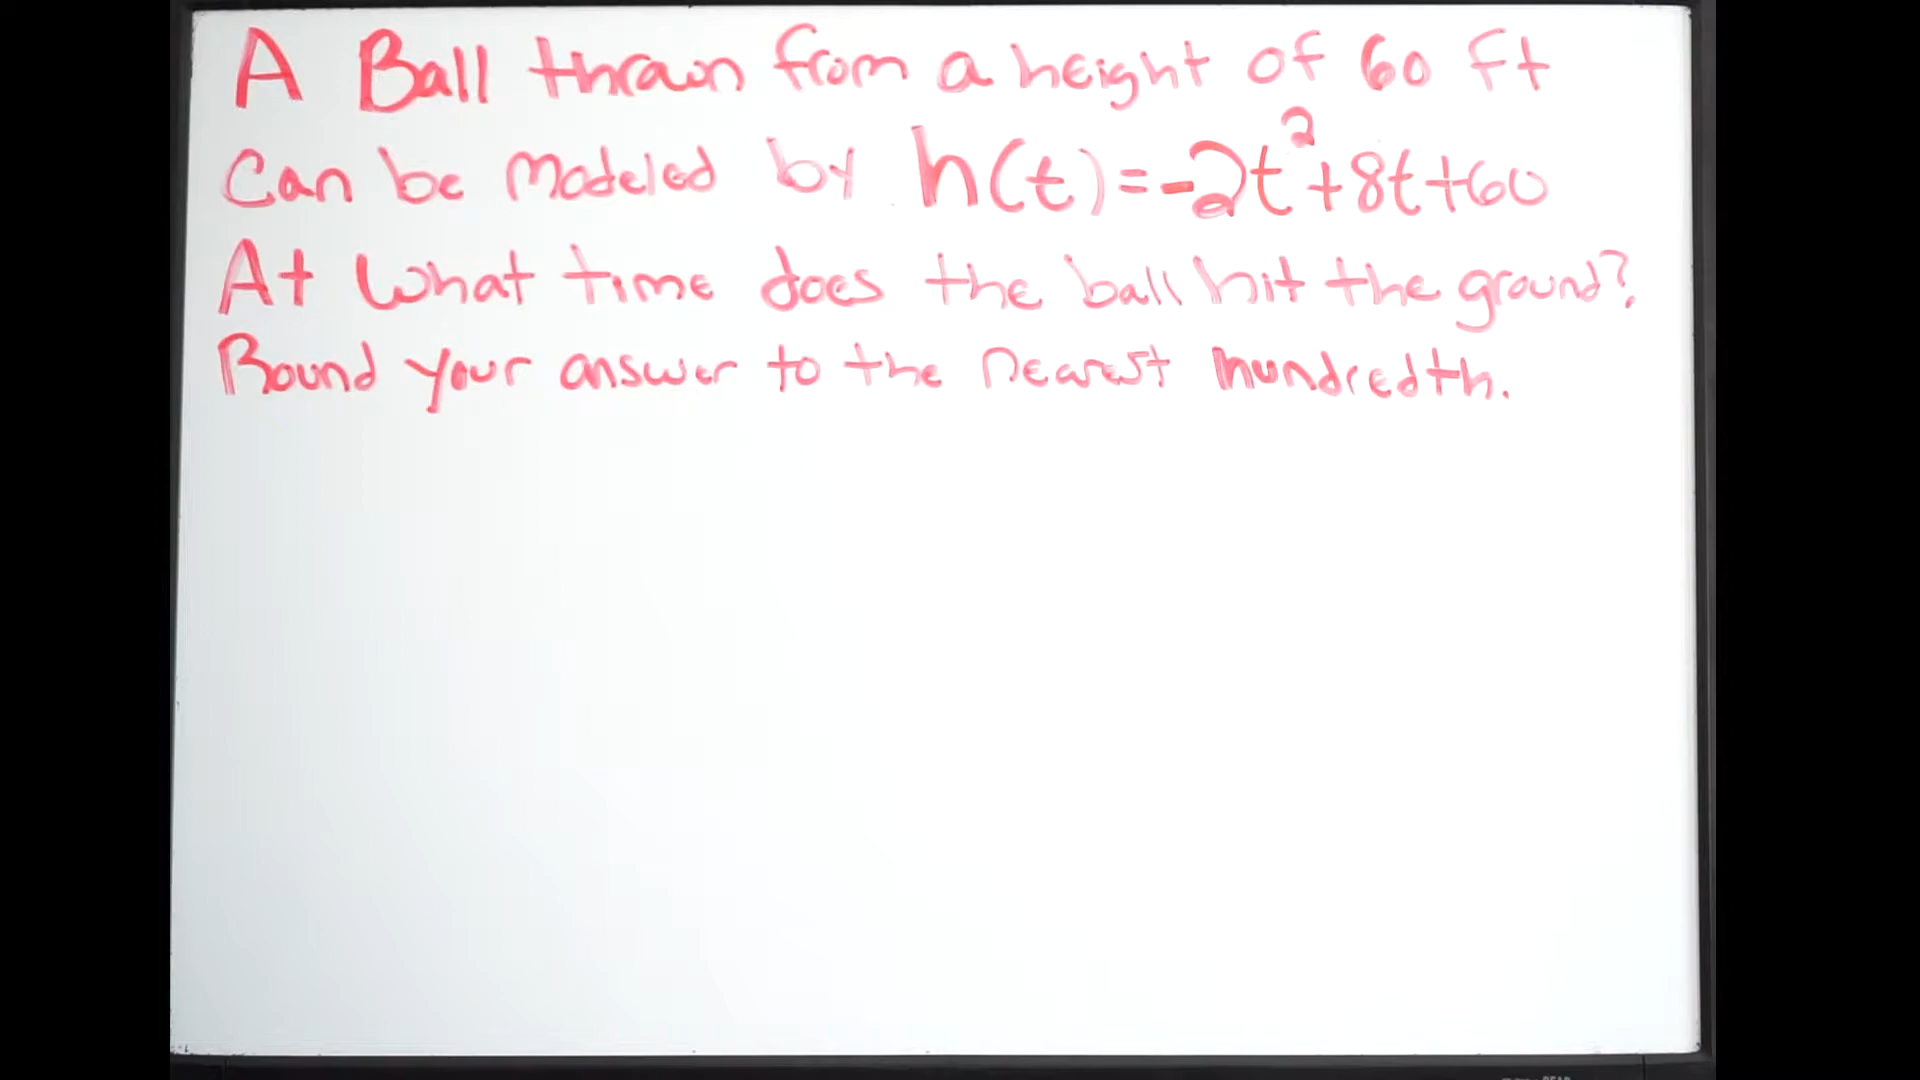 A Ball thrown from a height of 60 ft
Can be modeled by h(t)=-2t²+8t+60
At what time does the ball hit the ground?
Round your answer to the nearest hundredth.